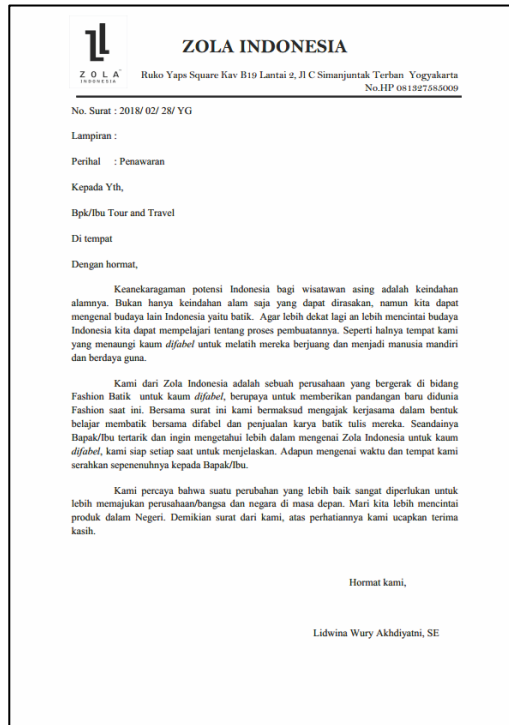 ZOLA INDONESIA
ZOLA
INDONESIA
Ruko Yaps Square Kav B19 Lantai 2, Jl C Simanjuntak Terban Yogyakarta
No.HP 081327585009
No. Surat : 2018/ 02/ 28/ YG
Lampiran :
Perihal : Penawaran
Kepada Yth,
Bpk/Ibu Tour and Travel
Di tempat
Dengan hormat,
Keanekaragaman potensi Indonesia bagi wisatawan asing adalah keindahan
alamnya. Bukan hanya keindahan alam saja yang dapat dirasakan, namun kita dapat
mengenal budaya lain Indonesia yaitu batik. Agar lebih dekat lagi an lebih mencintai budaya
Indonesia kita dapat mempelajari tentang proses pembuatannya. Seperti halnya tempat kami
yang menaungi kaum difabel untuk melatih mereka berjuang dan menjadi manusia mandiri
dan berdaya guna.
Kami dari Zola Indonesia adalah sebuah perusahaan yang bergerak di bidang
Fashion Batik untuk kaum difabel, berupaya untuk memberikan pandangan baru didunia
Fashion saat ini. Bersama surat ini kami bermaksud mengajak kerjasama dalam bentuk
belajar membatik bersama difabel dan penjualan karya batik tulis mereka. Seandainya
Bapak/Ibu tertarik dan ingin mengetahui lebih dalam mengenai Zola Indonesia untuk kaum
difabel, kami siap setiap saat untuk menjelaskan. Adapun mengenai waktu dan tempat kami
serahkan sepenenuhnya kepada Bapak/Ibu.
Kami percaya bahwa suatu perubahan yang lebih baik sangat diperlukan untuk
lebih memajukan perusahaan/bangsa dan negara di masa depan. Mari kita lebih mencintai
produk dalam Negeri. Demikian surat dari kami, atas perhatiannya kami ucapkan terima
kasih.
Hormat kami,
Lidwina Wury Akhdiyatni, SE